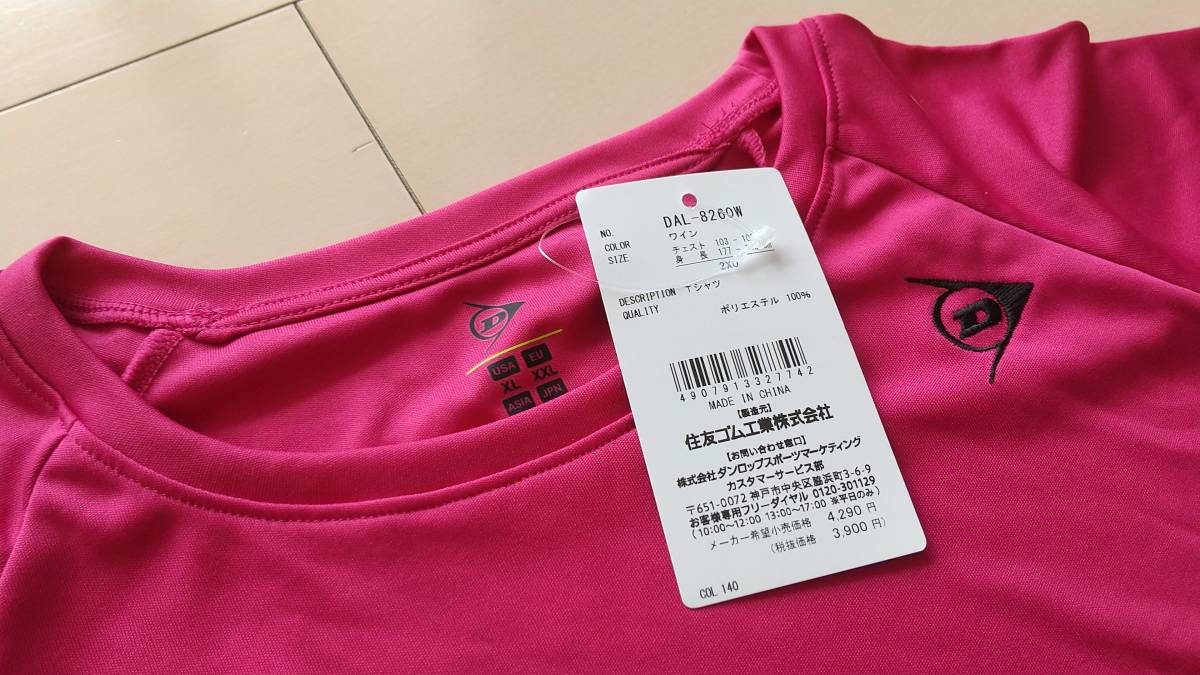 NO. DAL-8260W
COLOR ワイン
SIZE チェスト 103 -
身 長 177 -
DESCRIPTION Tシャツ
QUALITY ポリエステル 100%
4907913327742
MADE IN CHINA
【製造元】
住友ゴム工業株式会社
【お問い合わせ窓口】
株式会社ダンロップスポーツマーケティング
カスタマーサービス部
〒651-0072 神戸市中央区脇浜町3-6-9
お客様専用フリーダイヤル 0120-301129
(10:00~12:00 13:00~17:00 ※平日のみ)
メーカー希望小売価格 4,290 円
(税抜価格 3,900 円)
COL 140
D
USA EU
XL XXL
ASIA JPN
D